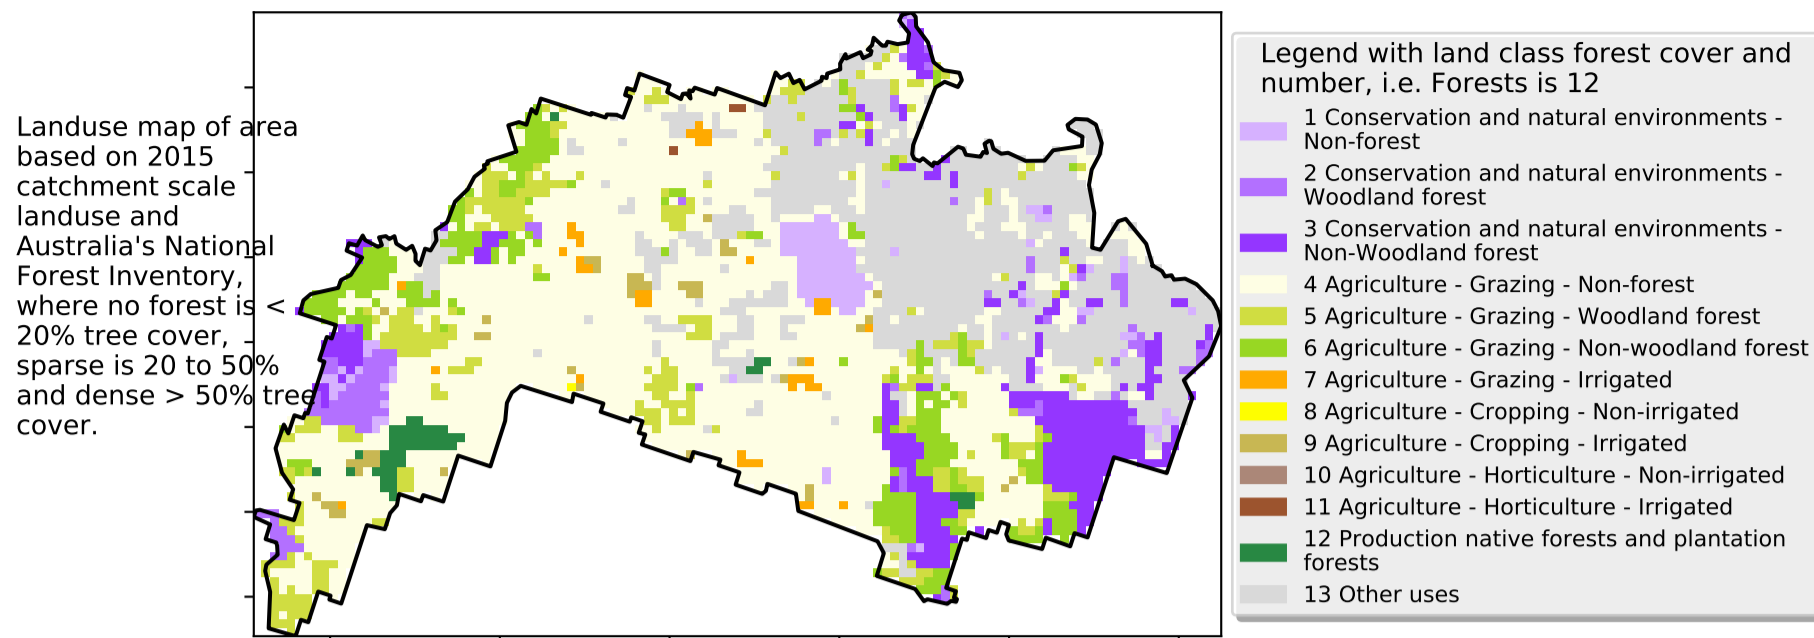 Landuse map of area
based on 2015
catchment scale
landuse and
Australia's National
Forest Inventory,
where no forest is <
20% tree cover,
sparse is 20 to 50%
and dense > 50% tree
cover.
Legend with land class forest cover and
number, i.e. Forests is 12
1 Conservation and natural environments -
Non-forest
2 Conservation and natural environments -
Woodland forest
3 Conservation and natural environments -
Non-Woodland forest
4 Agriculture - Grazing - Non-forest
5 Agriculture - Grazing - Woodland forest
6 Agriculture - Grazing - Non-woodland forest
7 Agriculture - Grazing - Irrigated
8 Agriculture - Cropping - Non-irrigated
9 Agriculture - Cropping - Irrigated
10 Agriculture - Horticulture - Non-irrigated
11 Agriculture - Horticulture - Irrigated
12 Production native forests and plantation
forests
13 Other uses